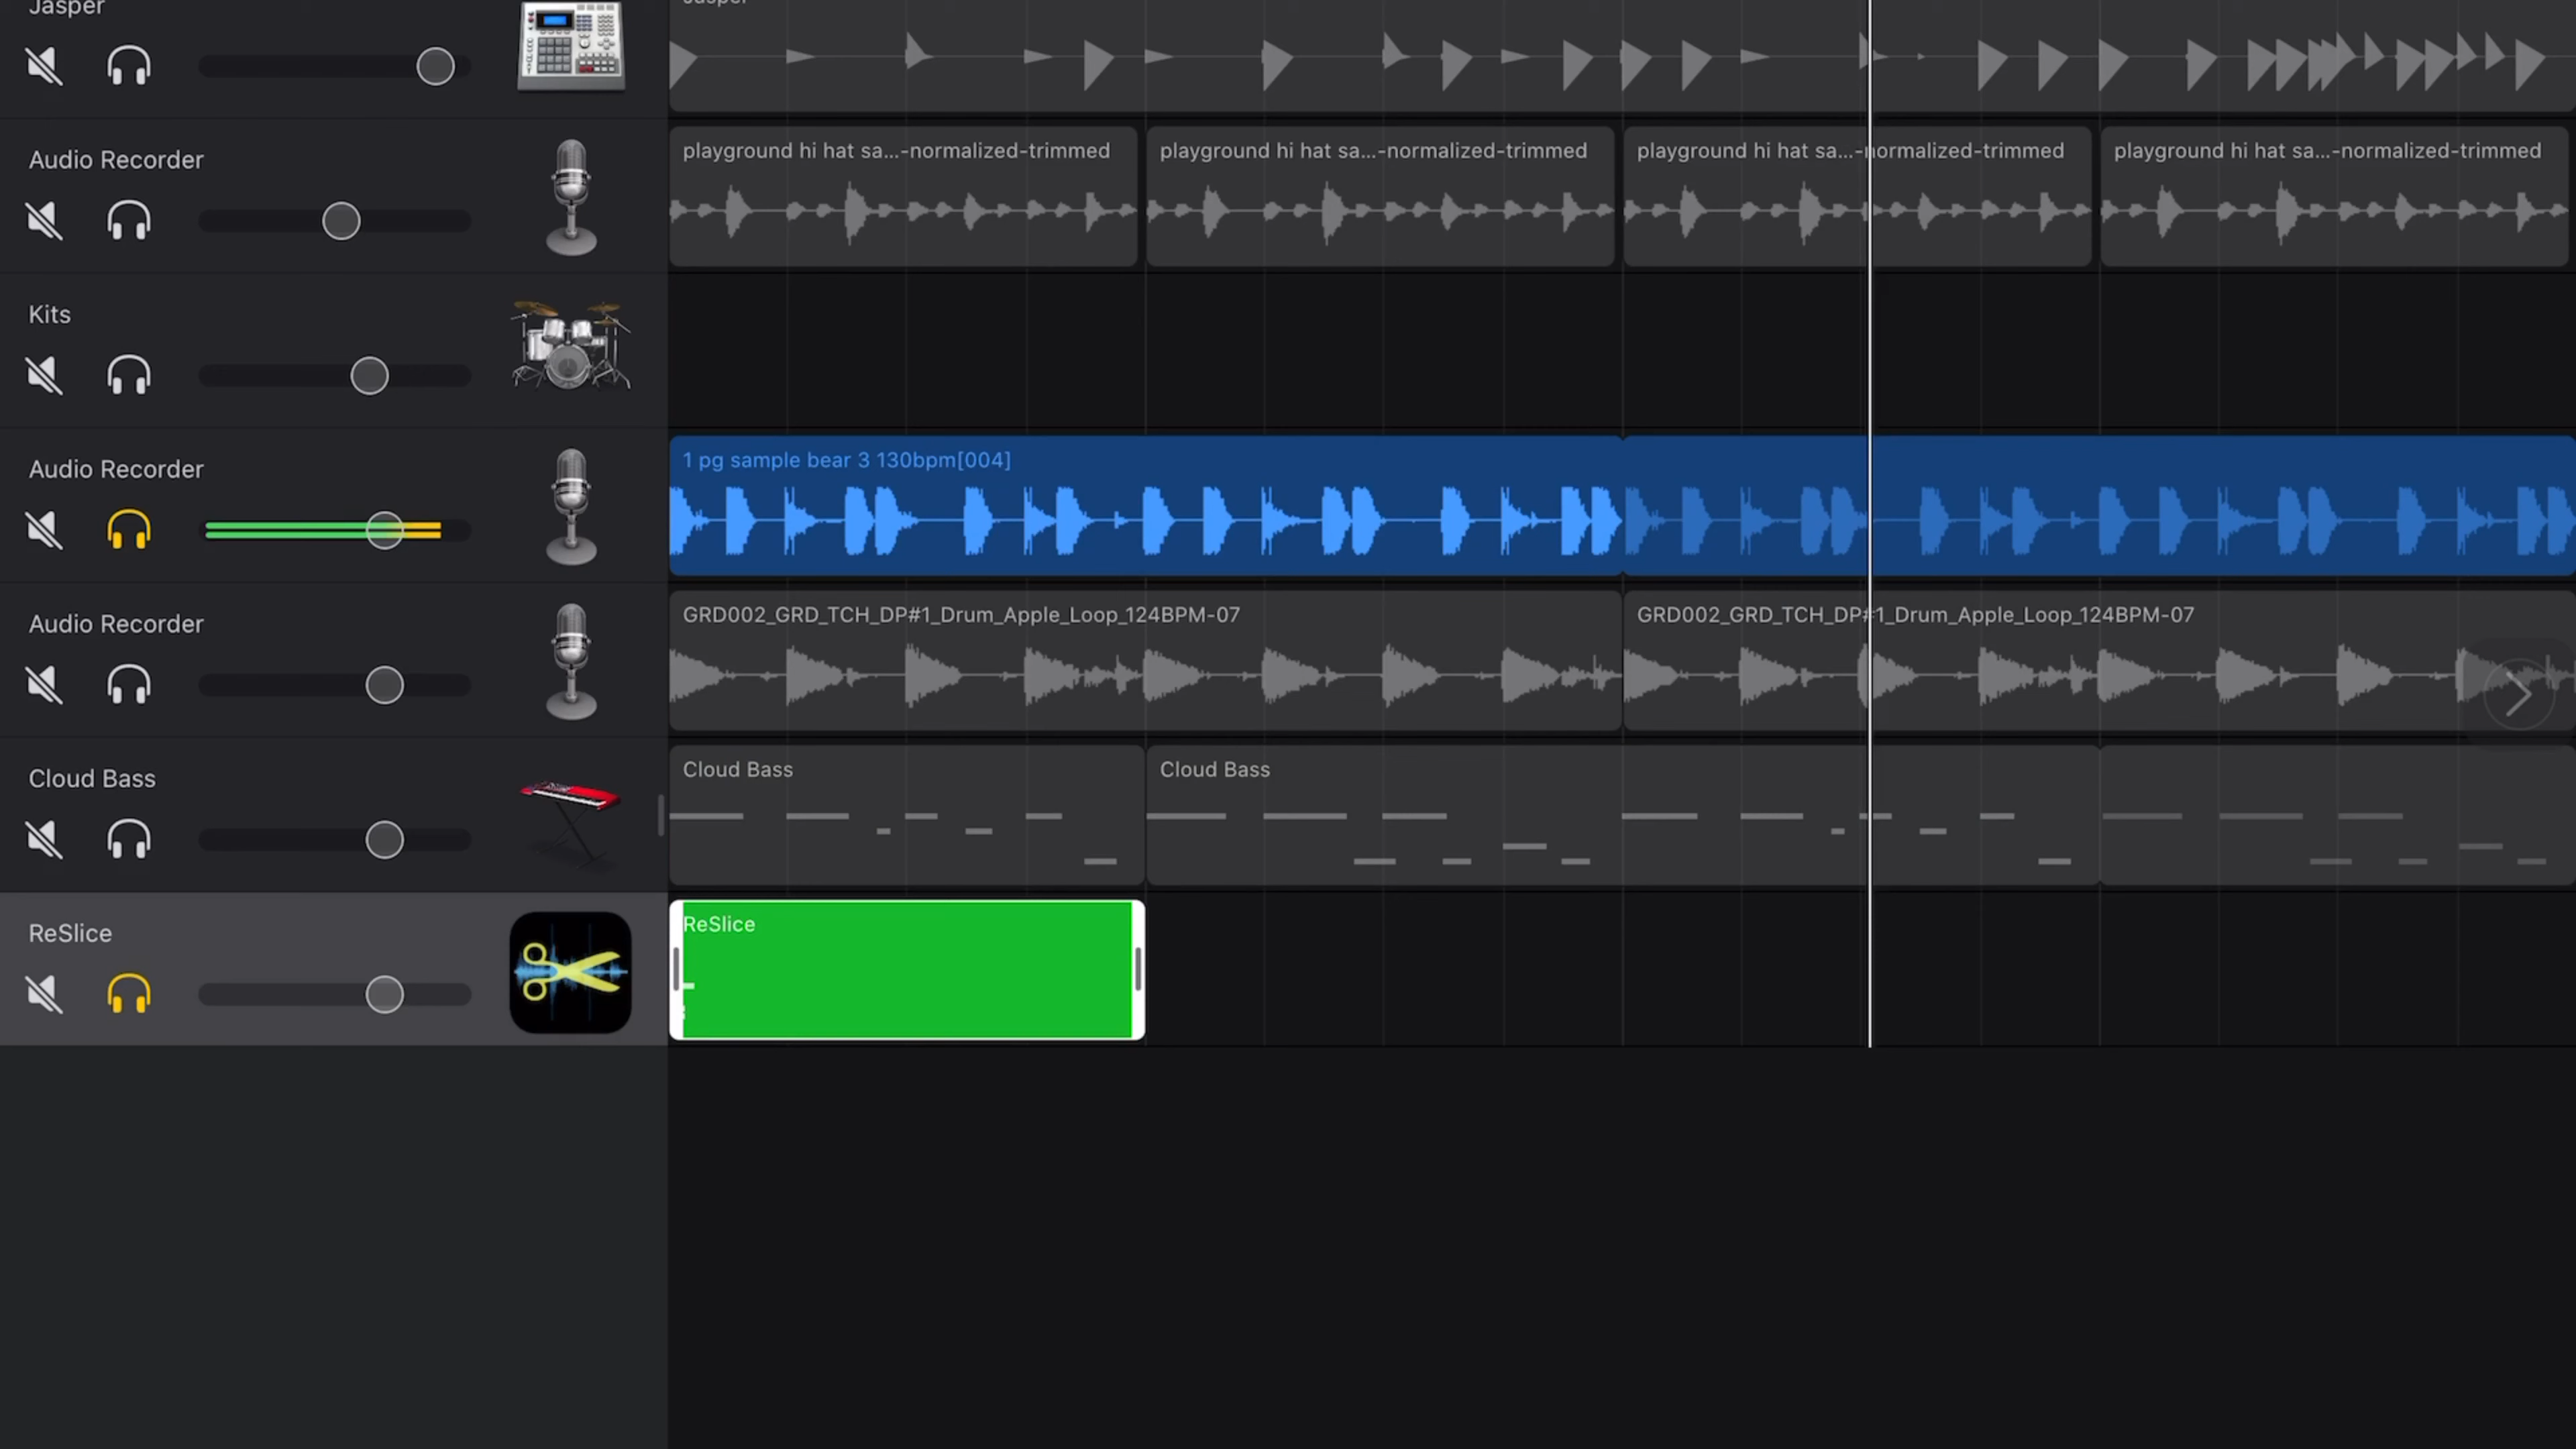 Jasper
Jasper
Audio Recorder
playground hi hat sa...-normalized-trimmed
playground hi hat sa...-normalized-trimmed
playground hi hat sa...-normalized-trimmed
playground hi hat sa...-normalized-trimmed
Kits
Audio Recorder
1 pg sample bear 3 130bpm[004]
Audio Recorder
GRD002_GRD_TCH_DP#1_Drum_Apple_Loop_124BPM-07
GRD002_GRD_TCH_DP#1_Drum_Apple_Loop_124BPM-07
Cloud Bass
Cloud Bass
Cloud Bass
ReSlice
ReSlice